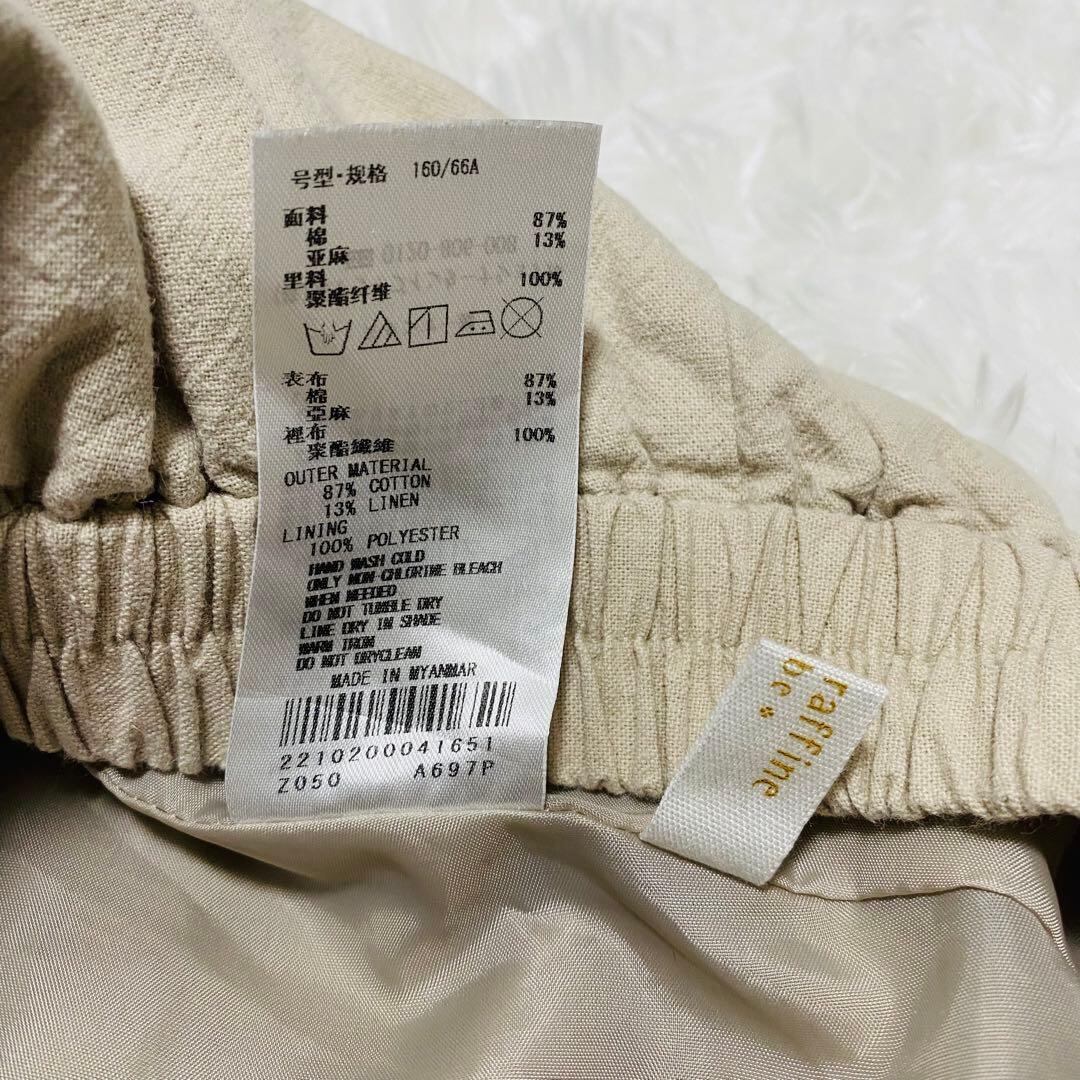 号型·规格 160/66A
面料 87%
棉 13%
亚麻
里料 100%
聚酯纤维
表布 87%
棉 13%
亞麻
裡布 100%
聚酯纖維
OUTER MATERIAL
87% COTTON
13% LINEN
LINING
100% POLYESTER
HAND WASH COLD
ONLY NON-CHLORINE BLEACH
WHEN NEEDED
DO NOT TUMBLE DRY
LINE DRY IN SHADE
WARM IRON
DO NOT DRYCLEAN
MADE IN MYANMAR
2210200041651
Z050 A697P
raffine
be